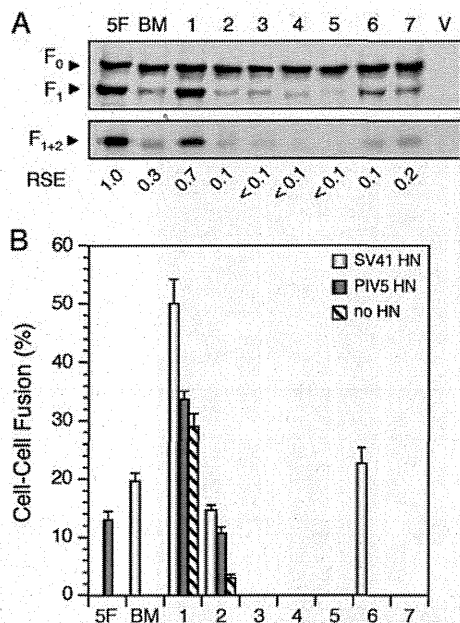 A
5F BM 1 2 3 4 5 6 7 V
F0
F1
F1+2
RSE 1.0 0.3 0.7 0.1 <0.1 <0.1 <0.1 0.1 0.2
B
60
50
40
30
20
10
0
Cell-Cell Fusion (%)
SV41 HN
PIV5 HN
no HN
5F BM 1 2 3 4 5 6 7